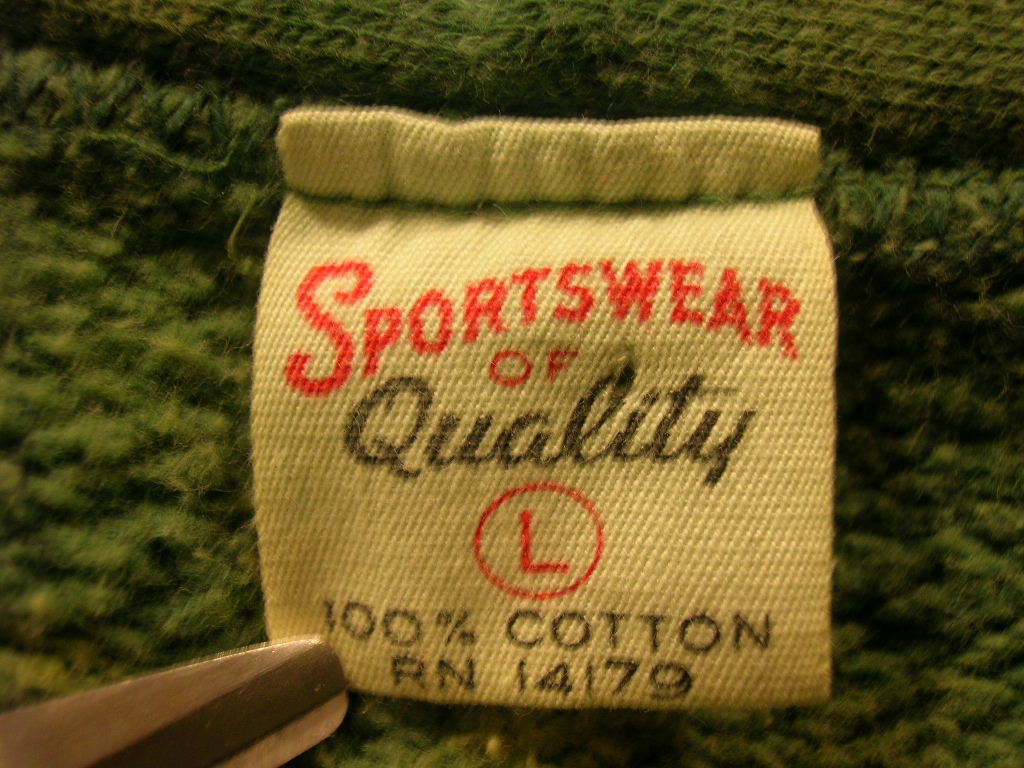 SPORTSWEAR
OF
Quality
L
100% COTTON
RN 14179